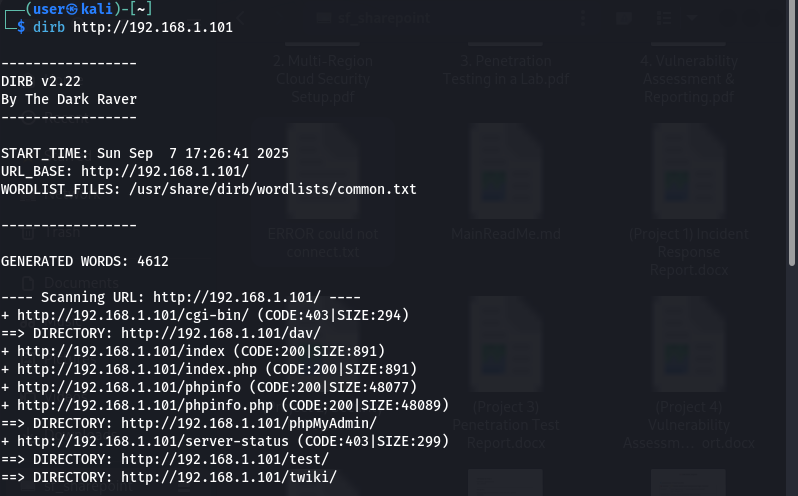 ┌──(user㉿kali)-[~]
└─$ dirb http://192.168.1.101
-----------------
DIRB v2.22
By The Dark Raver
-----------------
START_TIME: Sun Sep  7 17:26:41 2025
URL_BASE: http://192.168.1.101/
WORDLIST_FILES: /usr/share/dirb/wordlists/common.txt
-----------------
GENERATED WORDS: 4612
---- Scanning URL: http://192.168.1.101/ ----
+ http://192.168.1.101/cgi-bin/ (CODE:403|SIZE:294)
==> DIRECTORY: http://192.168.1.101/dav/
+ http://192.168.1.101/index (CODE:200|SIZE:891)
+ http://192.168.1.101/index.php (CODE:200|SIZE:891)
+ http://192.168.1.101/phpinfo (CODE:200|SIZE:48077)
+ http://192.168.1.101/phpinfo.php (CODE:200|SIZE:48089)
==> DIRECTORY: http://192.168.1.101/phpMyAdmin/
+ http://192.168.1.101/server-status (CODE:403|SIZE:299)
==> DIRECTORY: http://192.168.1.101/test/
==> DIRECTORY: http://192.168.1.101/twiki/
sf_sharepoint
2. Multi-Region
Cloud Security
Setup.pdf
3. Penetration
Testing in a Lab.pdf
4. Vulnerability
Assessment &
Reporting.pdf
Trash
ERROR could not
connect.txt
MainReadMe.md
(Project 1) Incident
Response
Report.docx
Documents
(Project 3)
Penetration Test
Report.docx
(Project 4)
Vulnerability
Assessm... ort.docx
sf_sharepoint